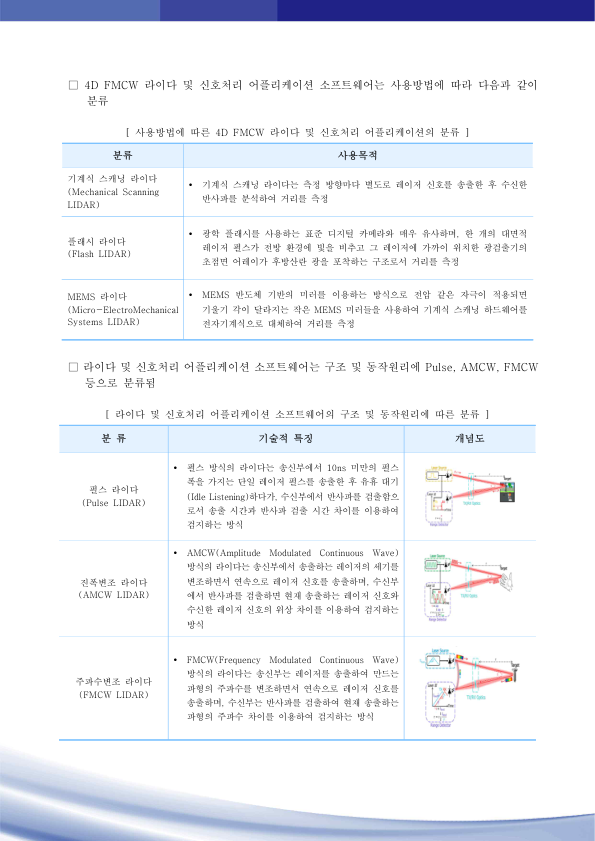 □ 4D FMCW 라이다 및 신호처리 어플리케이션 소프트웨어는 사용방법에 따라 다음과 같이
분류
[ 사용방법에 따른 4D FMCW 라이다 및 신호처리 어플리케이션의 분류 ]
분류
사용목적
기계식 스캐닝 라이다
(Mechanical Scanning
LIDAR)
• 기계식 스캐닝 라이다는 측정 방향마다 별도로 레이저 신호를 송출한 후 수신한
반사파를 분석하여 거리를 측정
플래시 라이다
(Flash LIDAR)
• 광학 플래시를 사용하는 표준 디지털 카메라와 매우 유사하며, 한 개의 대면적
레이저 펄스가 전방 환경에 빛을 비추고 그 레이저에 가까이 위치한 광검출기의
초점면 어레이가 후방산란 광을 포착하는 구조로서 거리를 측정
MEMS 라이다
(Micro-ElectroMechanical
Systems LIDAR)
• MEMS 반도체 기반의 미러를 이용하는 방식으로 전압 같은 자극이 적용되면
기울기 각이 달라지는 작은 MEMS 미러들을 사용하여 기계식 스캐닝 하드웨어를
전자기계식으로 대체하여 거리를 측정
□ 라이다 및 신호처리 어플리케이션 소프트웨어는 구조 및 동작원리에 Pulse, AMCW, FMCW
등으로 분류됨
[ 라이다 및 신호처리 어플리케이션 소프트웨어의 구조 및 동작원리에 따른 분류 ]
분 류
기술적 특징
개념도
펄스 라이다
(Pulse LIDAR)
• 펄스 방식의 라이다는 송신부에서 10ns 미만의 펄스
폭을 가지는 단일 레이저 펄스를 송출한 후 유휴 대기
(Idle Listening)하다가, 수신부에서 반사파를 검출함으
로서 송출 시간과 반사파 검출 시간 차이를 이용하여
검지하는 방식
진폭변조 라이다
(AMCW LIDAR)
• AMCW(Amplitude Modulated Continuous Wave)
방식의 라이다는 송신부에서 송출하는 레이저의 세기를
변조하면서 연속으로 레이저 신호를 송출하며, 수신부
에서 반사파를 검출하면 현재 송출하는 레이저 신호와
수신한 레이저 신호의 위상 차이를 이용하여 검지하는
방식
주파수변조 라이다
(FMCW LIDAR)
• FMCW(Frequency Modulated Continuous Wave)
방식의 라이다는 송신부는 레이저를 송출하여 만드는
파형의 주파수를 변조하면서 연속으로 레이저 신호를
송출하며, 수신부는 반사파를 검출하여 현재 송출하는
파형의 주파수 차이를 이용하여 검지하는 방식